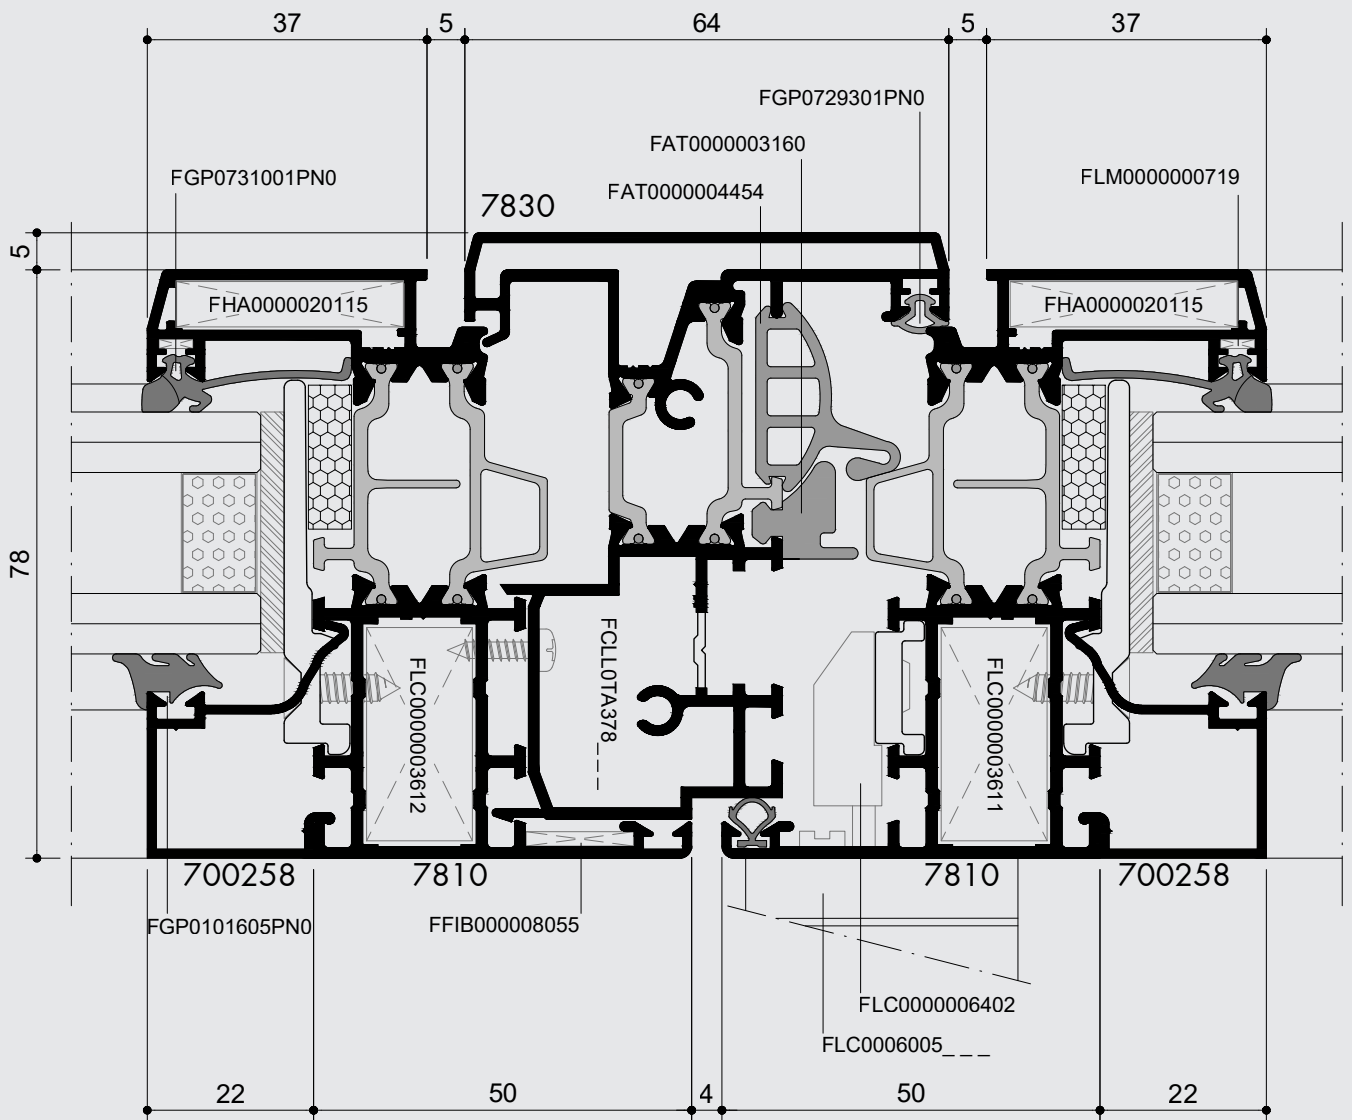 37 5 64 5 37
FGP0729301PN0
FAT0000003160
FGP0731001PN0
FLM0000000719
FAT0000004454
7830
5
FHA0000020115
FHA0000020115
78
FCLL0TA378_ _ _
FLC0000003612
FLC0000003611
700258
7810
7810
700258
FGP0101605PN0
FFIB000008055
FLC0000006402
FLC0006005_ _ _
22 50 4 50 22